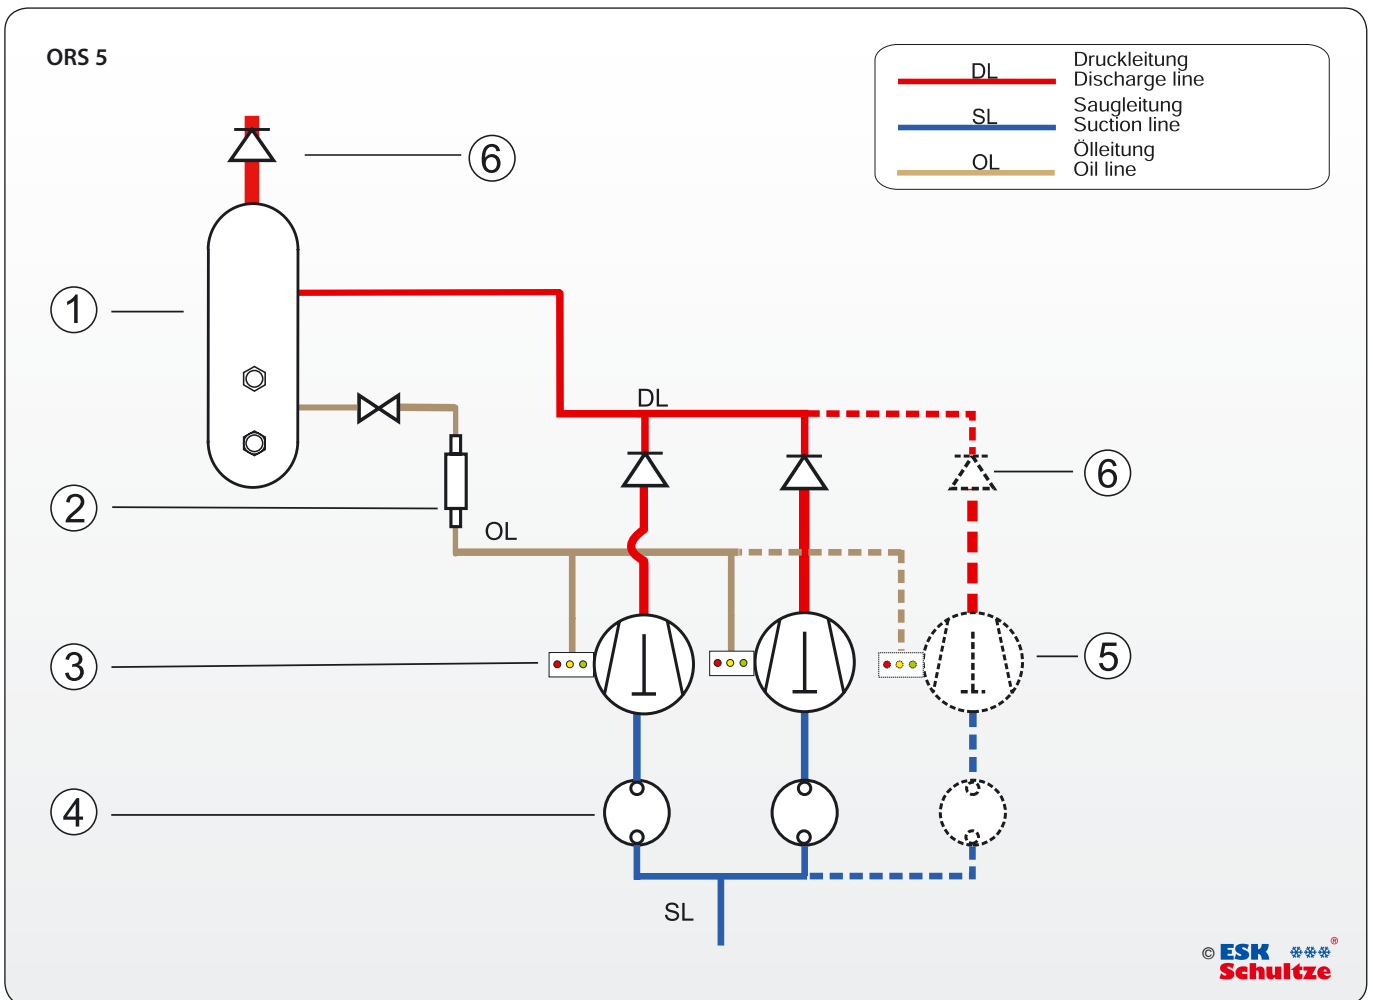 ORS 5
DL
Druckleitung
Discharge line
SL
Saugleitung
Suction line
OL
Ölleitung
Oil line
6
1
DL
6
2
OL
3
5
4
SL
© ESK ®
Schultze